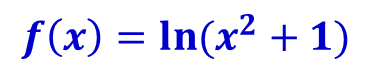 f(x) = ln(x² + 1)